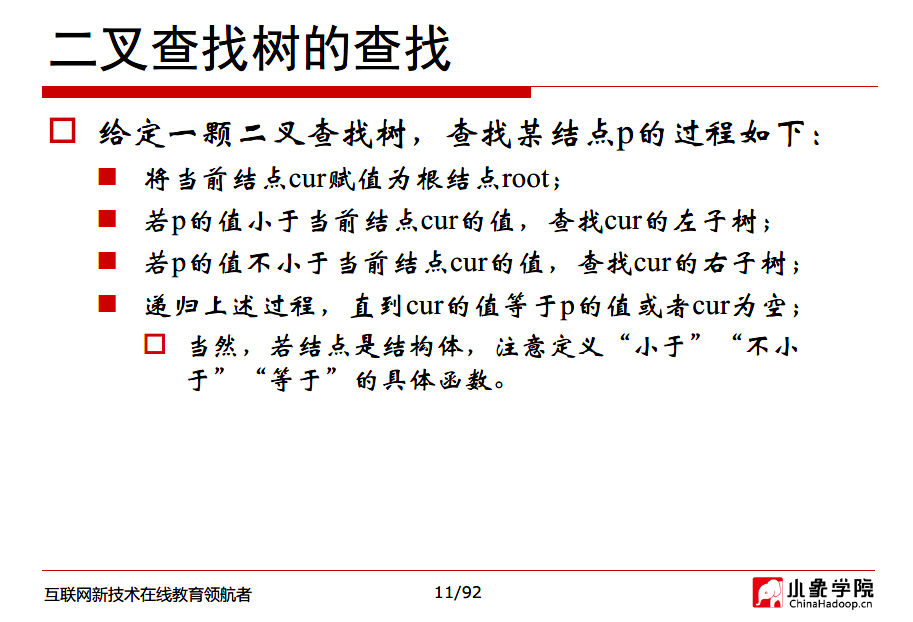 二叉查找树的查找
给定一颗二叉查找树，查找某结点p的过程如下：
将当前结点cur赋值为根结点root；
若p的值小于当前结点cur的值，查找cur的左子树；
若p的值不小于当前结点cur的值，查找cur的右子树；
递归上述过程，直到cur的值等于p的值或者cur为空；
当然，若结点是结构体，注意定义“小于”“不小
于”“等于”的具体函数。
互联网新技术在线教育领航者
11/92
小象学院
ChinaHadoop.cn